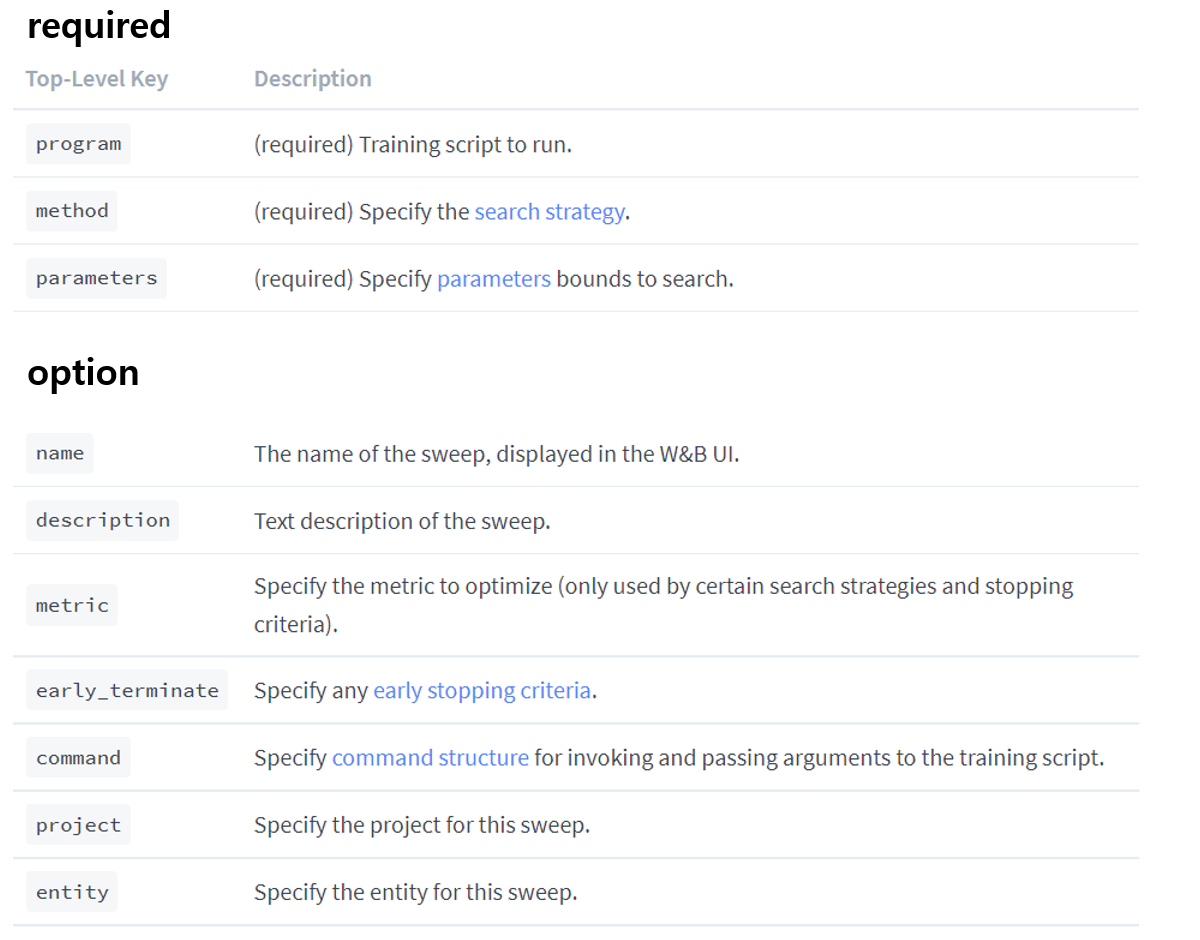 required
Top-Level Key Description
program (required) Training script to run.
method (required) Specify the search strategy.
parameters (required) Specify parameters bounds to search.
option
name The name of the sweep, displayed in the W&B UI.
description Text description of the sweep.
metric Specify the metric to optimize (only used by certain search strategies and stopping
criteria).
early_terminate Specify any early stopping criteria.
command Specify command structure for invoking and passing arguments to the training script.
project Specify the project for this sweep.
entity Specify the entity for this sweep.